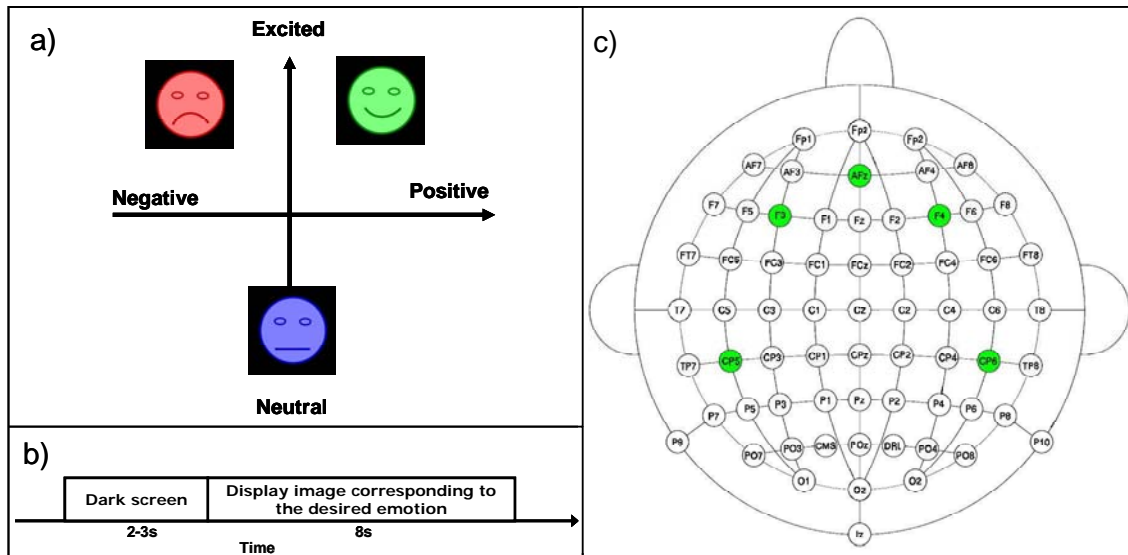 a)
Excited
Negative
Positive
Neutral
b)
Dark screen
Display image corresponding to
the desired emotion
2-3s
8s
Time
c)
Fp1 Fpz Fp2
AF7 AF3 AFz AF4 AF8
F7 F5 F3 F1 Fz F2 F4 F6 F8
FT7 FC5 FC3 FC1 FCz FC2 FC4 FC6 FT8
T7 C5 C3 C1 Cz C2 C4 C6 T8
TP7 CP5 CP3 CP1 CPz CP2 CP4 CP6 TP8
P9 P7 P5 P3 P1 Pz P2 P4 P6 P8 P10
PO7 PO3 CMS POz DRL PO4 PO8
O1 Oz O2
Iz